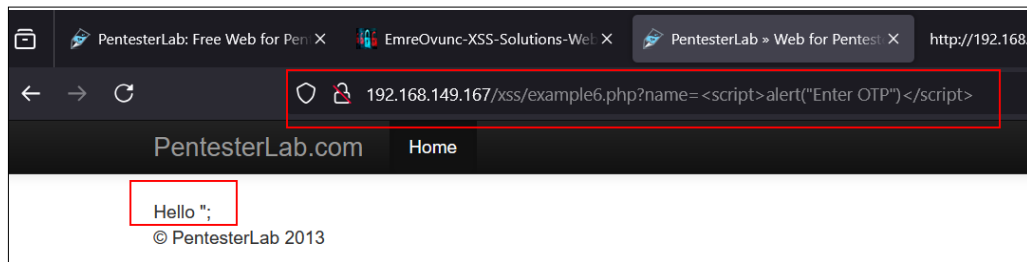 PentesterLab: Free Web for Pen
EmreOvunc-XSS-Solutions-Web
PentesterLab » Web for Pentest
http://192.168
192.168.149.167/xss/example6.php?name=<script>alert("Enter OTP")</script>
PentesterLab.com
Home
Hello ";
© PentesterLab 2013